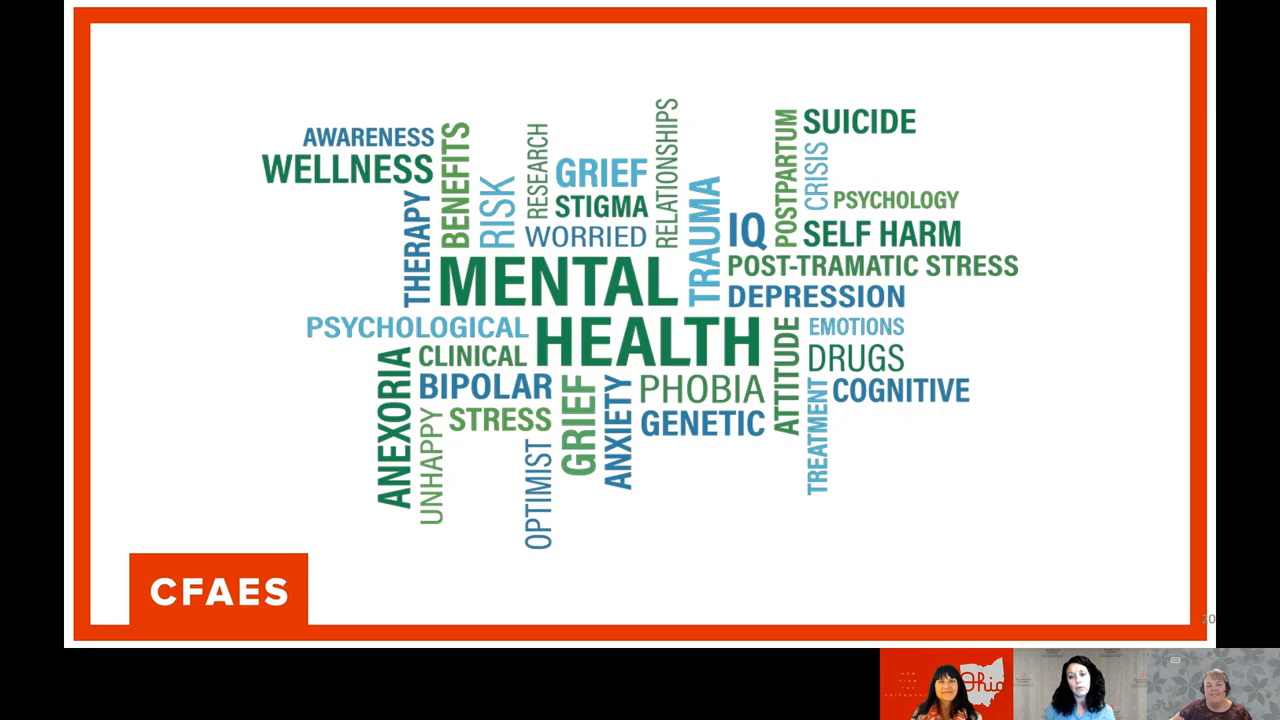 AWARENESS
WELLNESS
THERAPY
BENEFITS
RISK
RESEARCH
GRIEF
STIGMA
WORRIED
RELATIONSHIPS
TRAUMA
IQ
POSTPARTUM
SUICIDE
CRISIS
PSYCHOLOGY
SELF HARM
POST-TRAMATIC STRESS
DEPRESSION
MENTAL
HEALTH
PSYCHOLOGICAL
CLINICAL
BIPOLAR
STRESS
ANEXORIA
UNHAPPY
OPTIMIST
GRIEF
ANXIETY
PHOBIA
GENETIC
ATTITUDE
EMOTIONS
DRUGS
COGNITIVE
TREATMENT
CFAES
Ohio